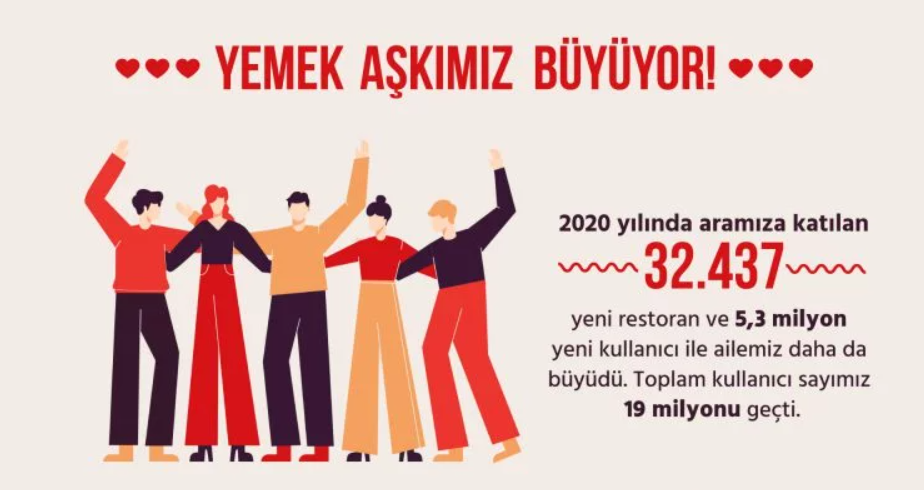 YEMEK AŞKIMIZ BÜYÜYOR!
2020 yılında aramıza katılan
32.437
yeni restoran ve 5,3 milyon
yeni kullanıcı ile ailemiz daha da
büyüdü. Toplam kullanıcı sayımız
19 milyonu geçti.